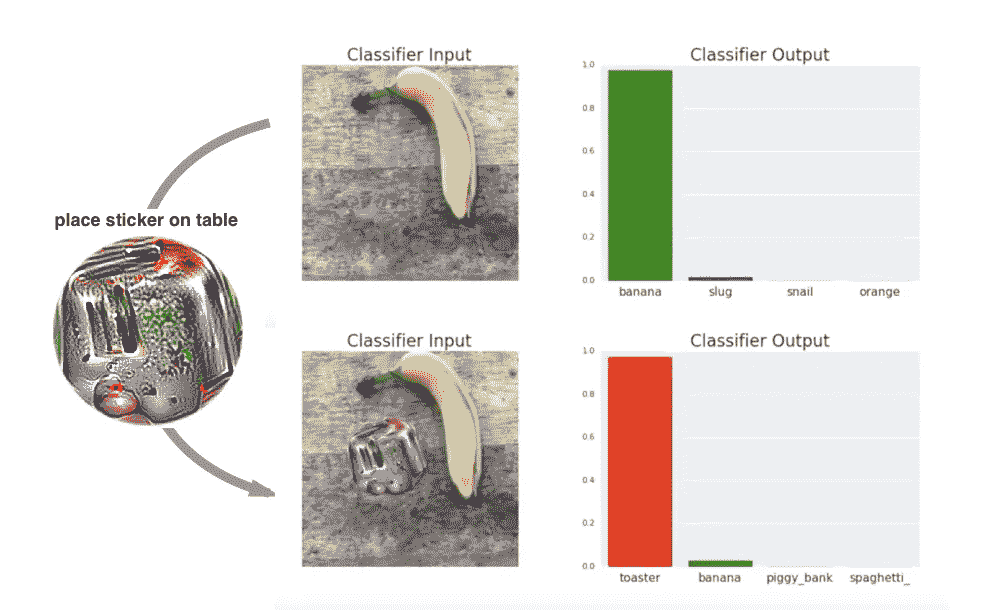 Classifier Input
Classifier Output
1.0
0.8
0.6
0.4
0.2
0.0
banana
slug
snail
orange
place sticker on table
Classifier Input
Classifier Output
1.0
0.8
0.6
0.4
0.2
0.0
toaster
banana
piggy_bank
spaghetti_